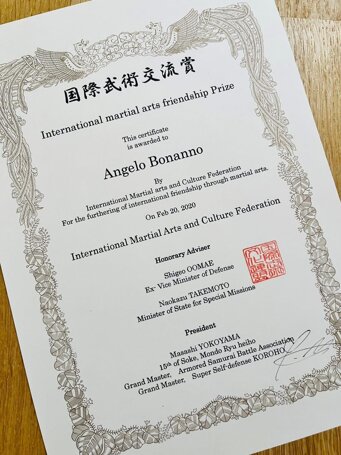 国際武術交流賞
International martial arts friendship Prize
This certificate
is awarded to
Angelo Bonanno
By
International Martial arts and Culture Federation
For the furthering of international friendship through martial arts.
On Feb 20, 2020
International Martial Arts and Culture Federation
Honorary Adviser
Shigeo OOMAE
Ex- Vice Minister of Defense
Naokazu TAKEMOTO
Minister of State for Special Missions
President
Masashi YOKOYAMA
15th of Soke, Mondo Ryu heiho
Grand Master, Armored Samurai Battle Association
Grand Master, Super Self-defense KOROHO